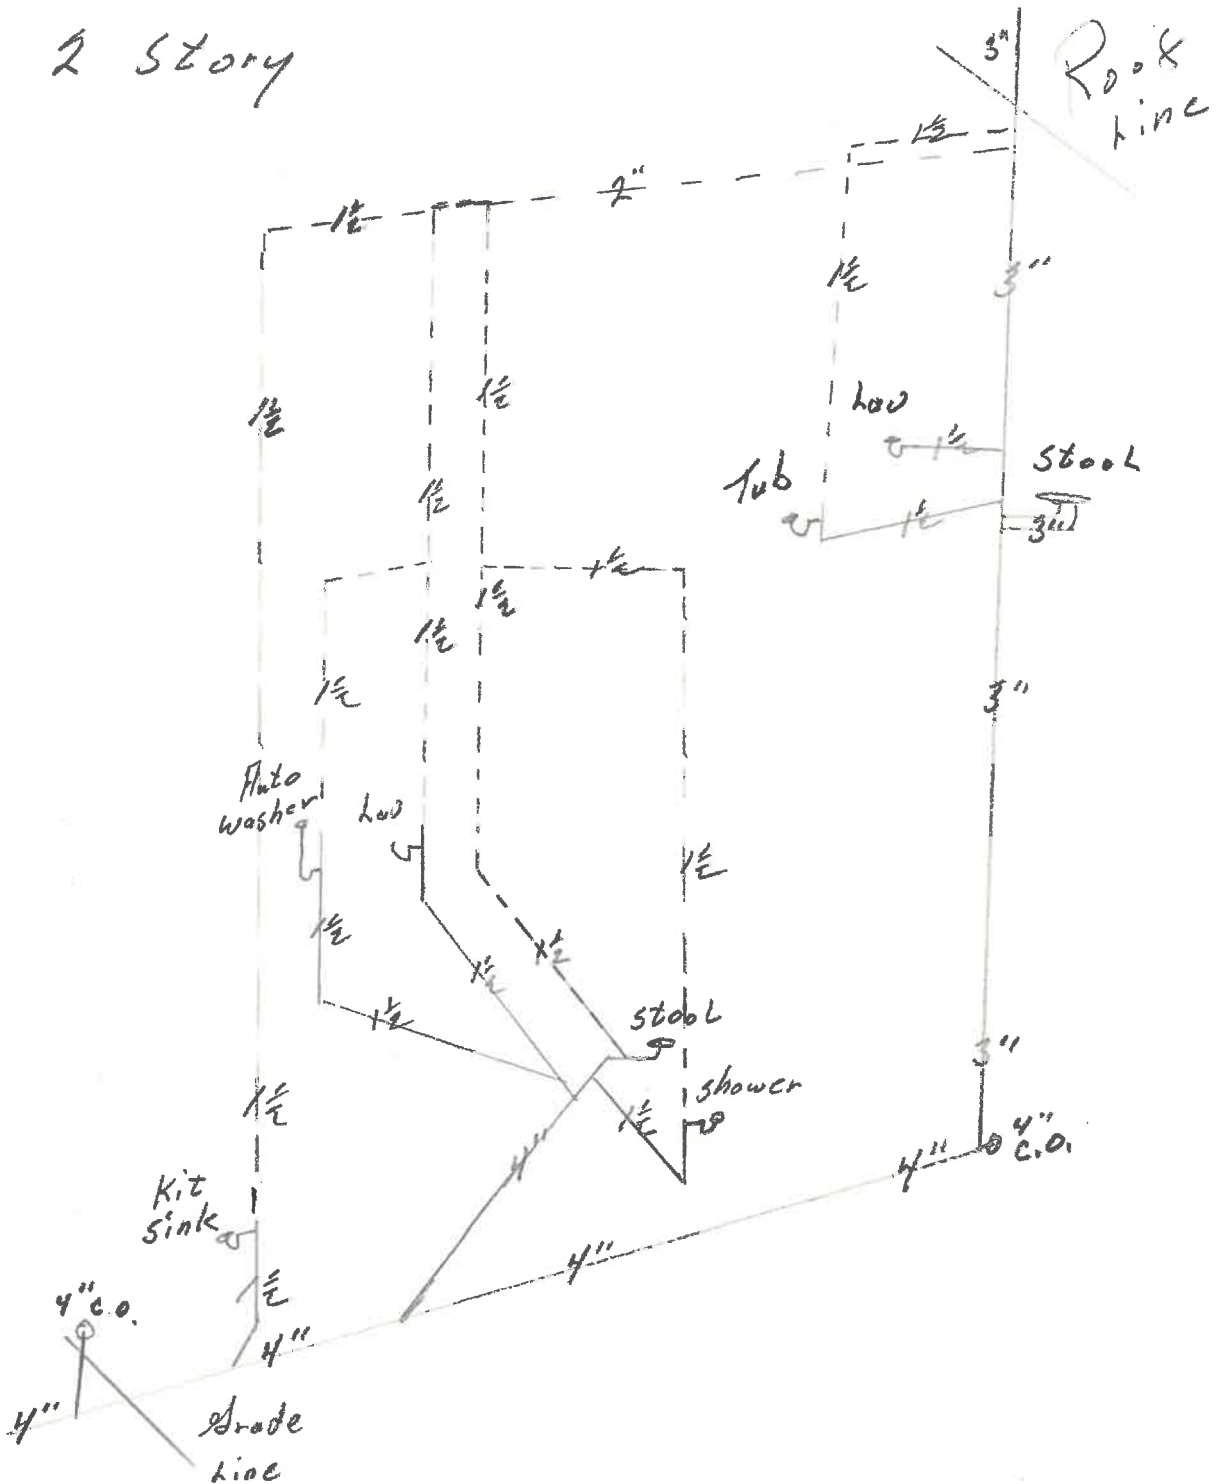 2 Story
3"
Roof
Line
1½
1½
2"
1½
3"
1½
1½
Lav
1½
Stool
Tub
1½
1½
3"
1½
1½
1½
1½
3"
Auto
washer
Lav
1½
1½
1½
1½
1½
Stool
3"
1½
Shower
1½
4"
4"
C.O.
4"
Kit
Sink
4"
1½
4" C.O.
4"
4"
Grade
Line